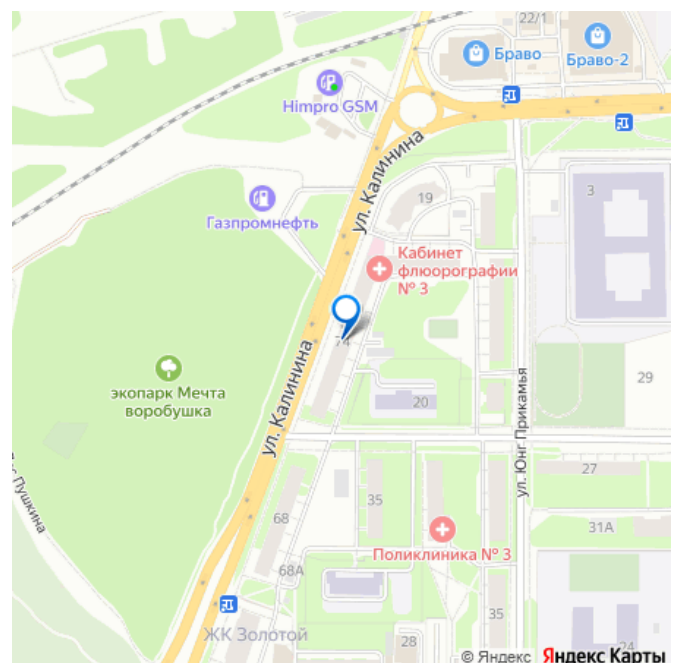 22/1
Браво
Браво-2
Himpro GSM
ул. Калинина
19
3
Газпромнефть
Кабинет
флюорографии
№ 3
74
ул. Калинина
экопарк Мечта
воробушка
29
20
ул. Юнг Прикамья
27
35
68
31А
Пушкина
Поликлиника № 3
68А
35
ЖК Золотой
28
24
© Яндекс Яндекс Карты